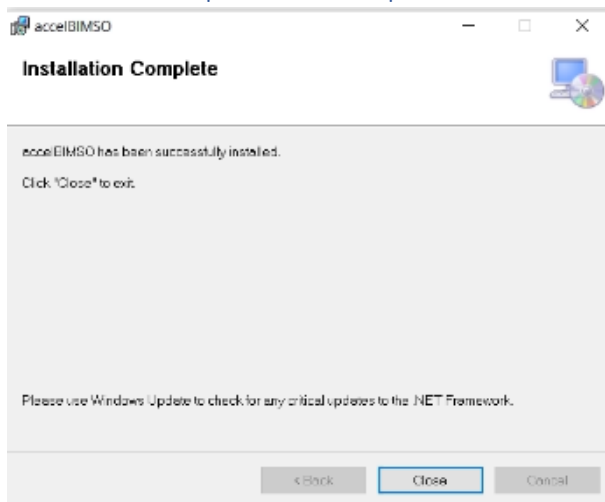 accelBIMSO
Installation Complete
accelBIMSO has been successfully installed.
Click "Close" to exit.
Please use Windows Update to check for any critical updates to the .NET Framework.
< Back
Close
Cancel